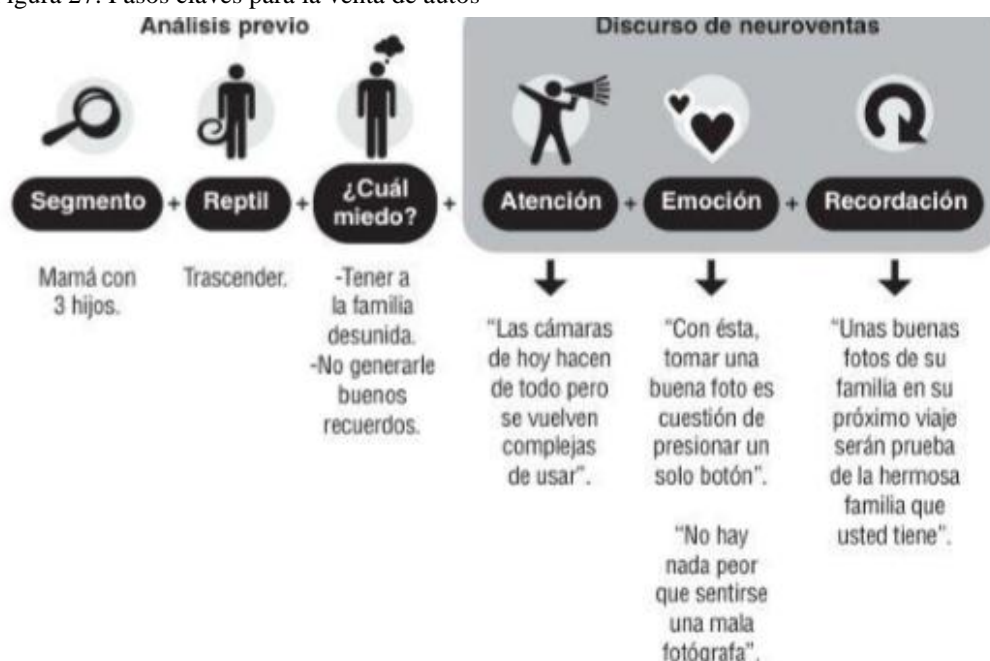 igura 27. Pasos claves para la venta de autos
Análisis previo
Discurso de neuroventas
Segmento + Reptil + ¿Cuál miedo? + Atención + Emoción + Recordación
Mamá con
3 hijos.
Trascender.
-Tener a
la familia
desunida.
-No generarle
buenos
recuerdos.
“Las cámaras
de hoy hacen
de todo pero
se vuelven
complejas
de usar”.
“Con ésta,
tomar una
buena foto es
cuestión de
presionar un
solo botón”.
“No hay
nada peor
que sentirse
una mala
fotógrafa”.
“Unas buenas
fotos de su
familia en su
próximo viaje
serán prueba
de la hermosa
familia que
usted tiene”.